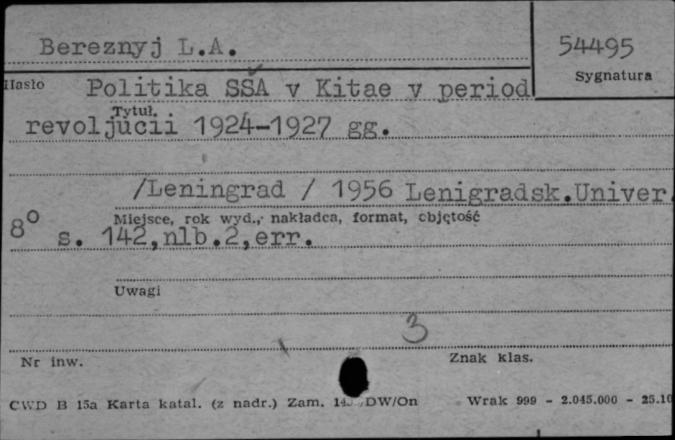 Bereznyj L.A.
54495
Sygnatura
Hasło
Politika SSA v Kitae v period
Tytuł.
revoljucii 1924-1927 gg.
/Leningrad / 1956 Lenigradsk.Univer.
Miejsce, rok wyd., nakładca, format, objętość
8° s. 142,nlb.2,err.
Uwagi
3
Nr inw.
Znak klas.
CWD B 15a Karta katal. (z nadr.) Zam. DW/On Wrak 999 - 2.045.000 - 25.10